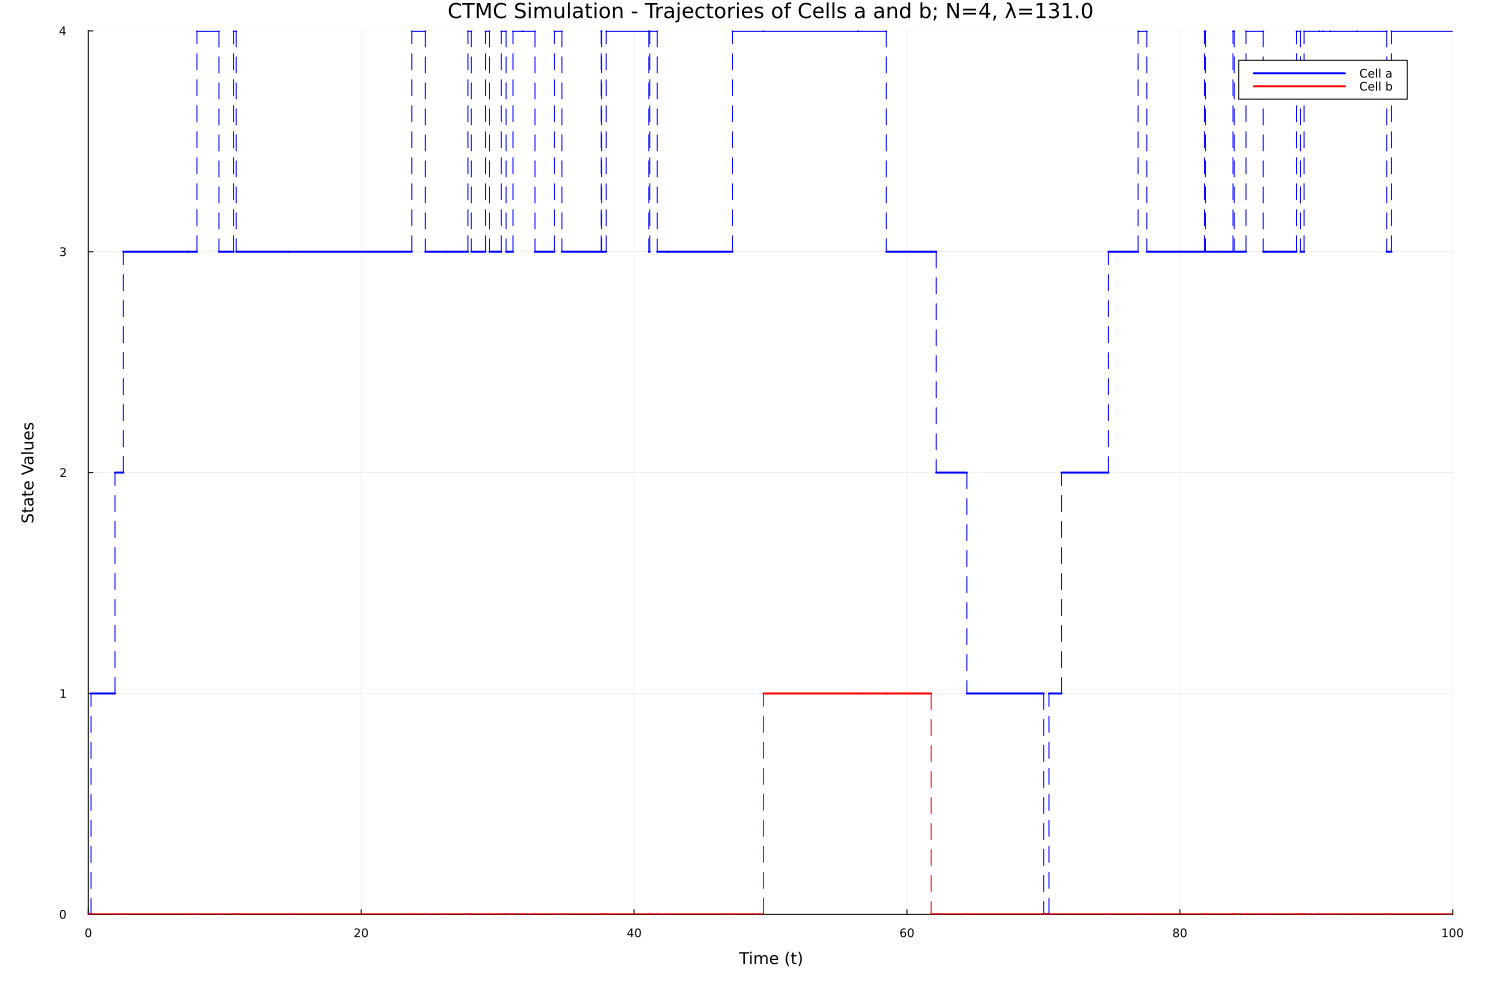 CTMC Simulation - Trajectories of Cells a and b; N=4, λ=131.0
4
Cell a
Cell b
3
State Values
2
1
0
0 20 40 60 80 100
Time (t)